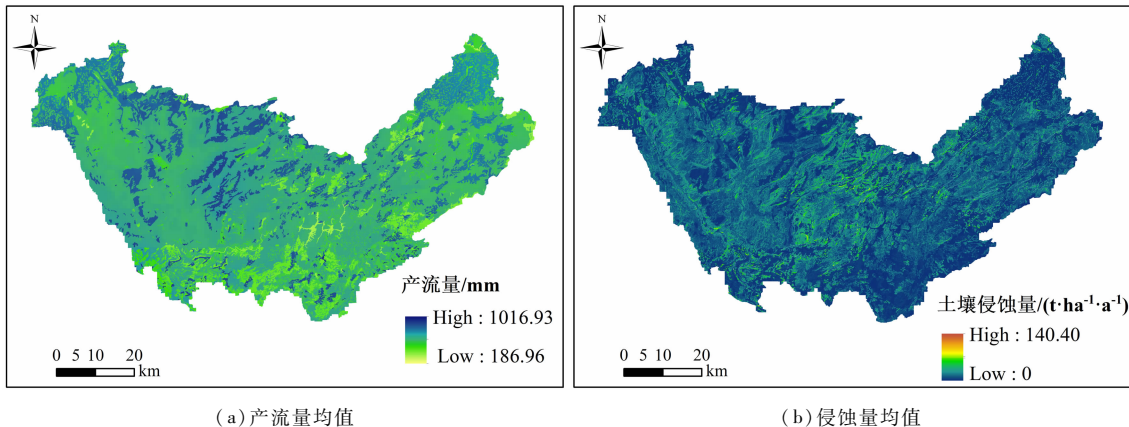 N
产流量/mm
High : 1016.93
Low : 186.96
0 5 10 20
km
(a)产流量均值
N
土壤侵蚀量/(t·ha⁻¹·a⁻¹)
High : 140.40
Low : 0
0 5 10 20
km
(b)侵蚀量均值